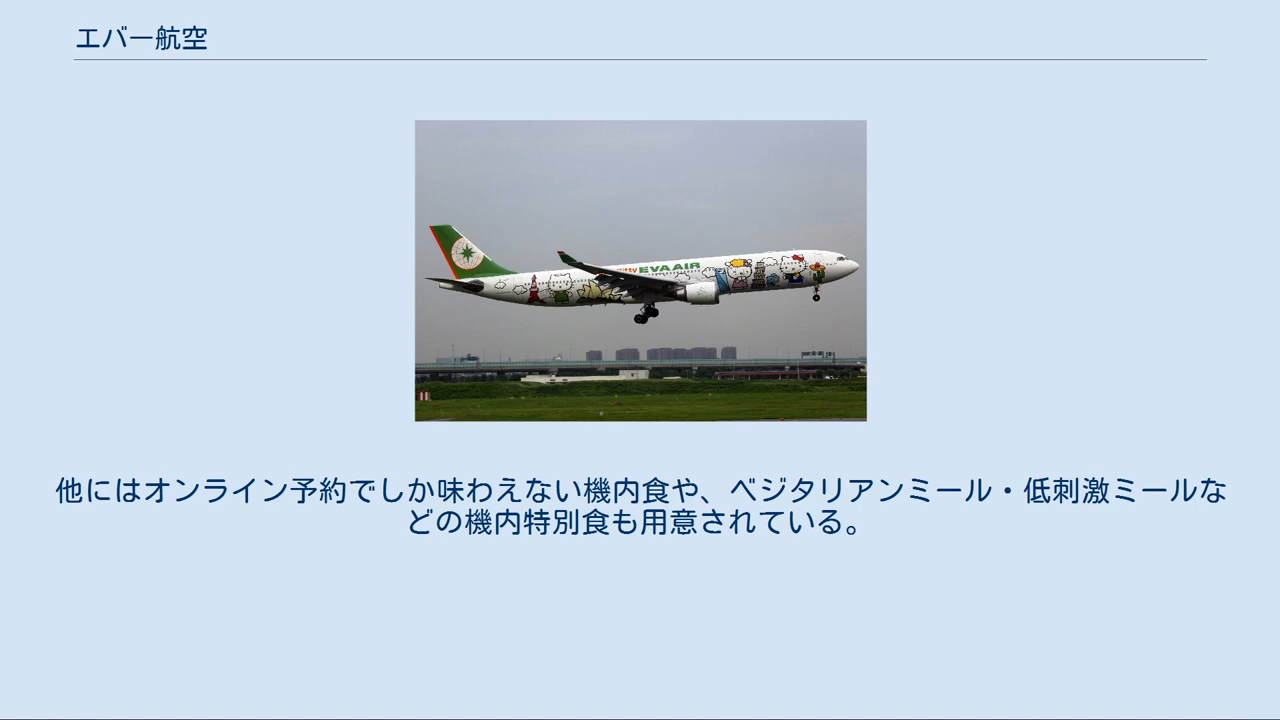 エバー航空
EVA AIR
他にはオンライン予約でしか味わえない機内食や、ベジタリアンミール・低刺激ミールな
どの機内特別食も用意されている。